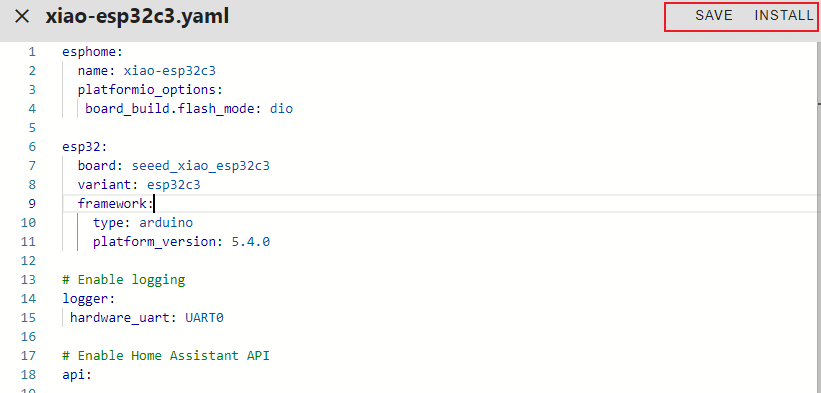 xiao-esp32c3.yaml SAVE INSTALL
1 esphome:
2   name: xiao-esp32c3
3   platformio_options:
4    board_build.flash_mode: dio
5
6 esp32:
7   board: seeed_xiao_esp32c3
8   variant: esp32c3
9   framework:
10     type: arduino
11     platform_version: 5.4.0
12
13 # Enable logging
14 logger:
15  hardware_uart: UART0
16
17 # Enable Home Assistant API
18 api: